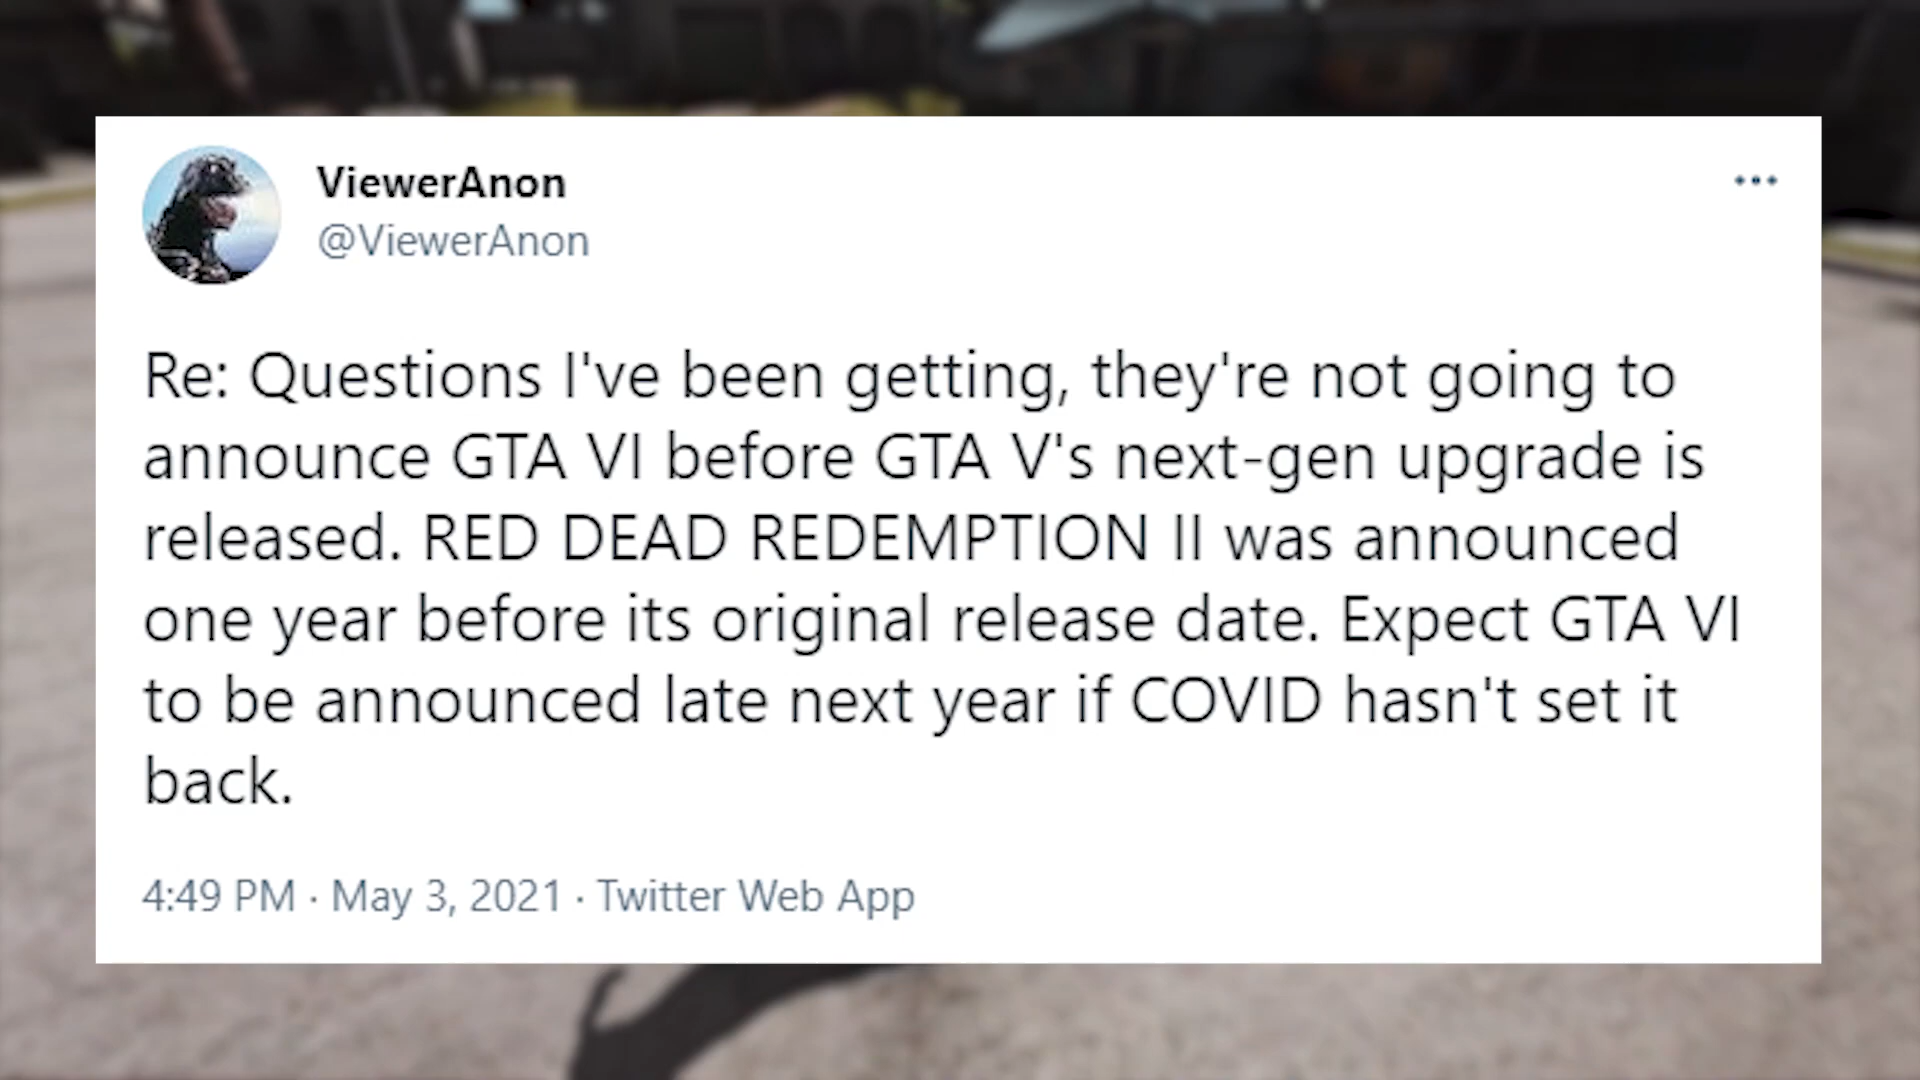 ViewerAnon
@ViewerAnon
Re: Questions I've been getting, they're not going to
announce GTA VI before GTA V's next-gen upgrade is
released. RED DEAD REDEMPTION II was announced
one year before its original release date. Expect GTA VI
to be announced late next year if COVID hasn't set it
back.
4:49 PM · May 3, 2021 · Twitter Web App